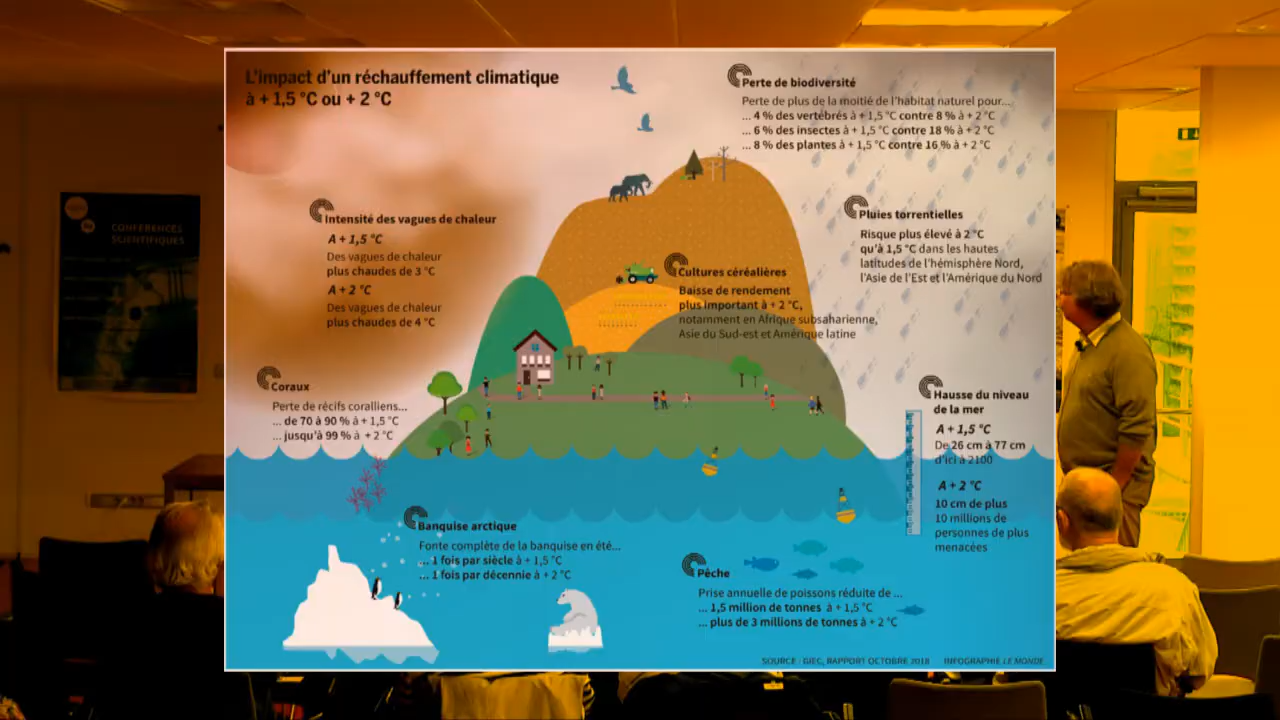 L'impact d'un réchauffement climatique
à + 1,5 °C ou + 2 °C
Perte de biodiversité
Perte de plus de la moitié de l'habitat naturel pour...
... 4 % des vertébrés à + 1,5 °C contre 8 % à + 2 °C
... 6 % des insectes à + 1,5 °C contre 18 % à + 2 °C
... 8 % des plantes à + 1,5 °C contre 16 % à + 2 °C
CONFÉRENCES
SCIENTIFIQUES
Intensité des vagues de chaleur
A + 1,5 °C
Des vagues de chaleur
plus chaudes de 3 °C
A + 2 °C
Des vagues de chaleur
plus chaudes de 4 °C
Pluies torrentielles
Risque plus élevé à 2 °C
qu'à 1,5 °C dans les hautes
latitudes de l'hémisphère Nord,
l'Asie de l'Est et l'Amérique du Nord
Cultures céréalières
Baisse de rendement
plus important à + 2 °C,
notamment en Afrique subsaharienne,
Asie du Sud-est et Amérique latine
Coraux
Perte de récifs coralliens...
... de 70 à 90 % à + 1,5 °C
... jusqu'à 99 % à + 2 °C
Hausse du niveau
de la mer
A + 1,5 °C
De 26 cm à 77 cm
d'ici à 2100
A + 2 °C
10 cm de plus
10 millions de
personnes de plus
menacées
Banquise arctique
Fonte complète de la banquise en été...
... 1 fois par siècle à + 1,5 °C
... 1 fois par décennie à + 2 °C
Pêche
Prise annuelle de poissons réduite de ...
... 1,5 million de tonnes à + 1,5 °C
... plus de 3 millions de tonnes à + 2 °C
SOURCE : GIEC, RAPPORT OCTOBRE 2018 INFOGRAPHIE LE MONDE